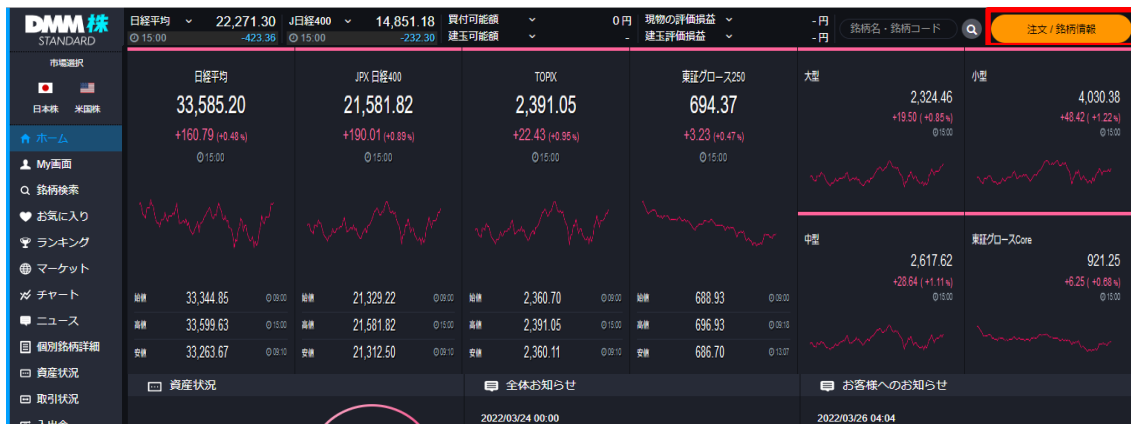 DMM 株
STANDARD
日経平均 22,271.30 J日経400 14,851.18 買付可能額 0円 現物の評価損益 -円 銘柄名・銘柄コード 注文 / 銘柄情報
15:00 -423.36 15:00 -232.30 建玉可能額 - 建玉評価損益 -円
市場選択
日本株 米国株
ホーム
My画面
銘柄検索
お気に入り
ランキング
マーケット
チャート
ニュース
個別銘柄詳細
資産状況
取引状況
日経平均
33,585.20
+160.79 (+0.48 %)
15:00
始値 33,344.85 09:00
高値 33,599.63 15:00
安値 33,263.67 09:10
JPX 日経400
21,581.82
+190.01 (+0.89 %)
15:00
始値 21,329.22 09:00
高値 21,581.82 15:00
安値 21,312.50 09:10
TOPIX
2,391.05
+22.43 (+0.95 %)
15:00
始値 2,360.70 09:00
高値 2,391.05 15:00
安値 2,360.11 09:10
東証グロース250
694.37
+3.23 (+0.47 %)
15:00
始値 688.93 09:00
高値 696.93 09:18
安値 686.70 13:07
大型
2,324.46
+19.50 ( +0.85 %)
15:00
小型
4,030.38
+48.42 ( +1.22 %)
15:00
中型
2,617.62
+28.64 ( +1.11 %)
15:00
東証グロースCore
921.25
+6.25 ( +0.68 %)
15:00
資産状況
全体お知らせ
2022/03/24 00:00
お客様へのお知らせ
2022/03/26 04:04